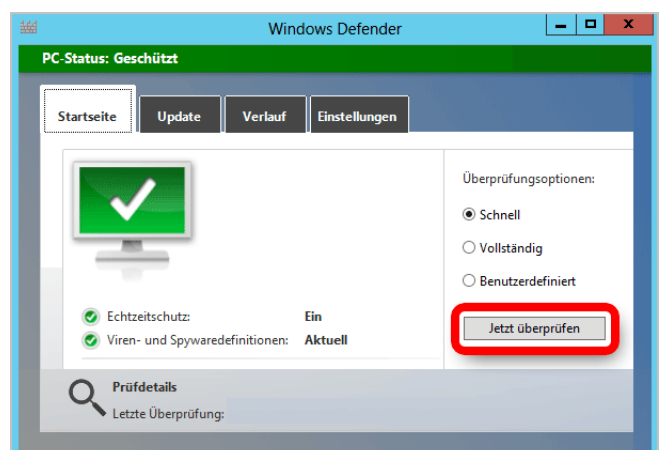 Windows Defender
PC-Status: Geschützt
Startseite
Update
Verlauf
Einstellungen
Überprüfungsoptionen:
Schnell
Vollständig
Benutzerdefiniert
Jetzt überprüfen
Echtzeitschutz: Ein
Viren- und Spywaredefinitionen: Aktuell
Prüfdetails
Letzte Überprüfung: